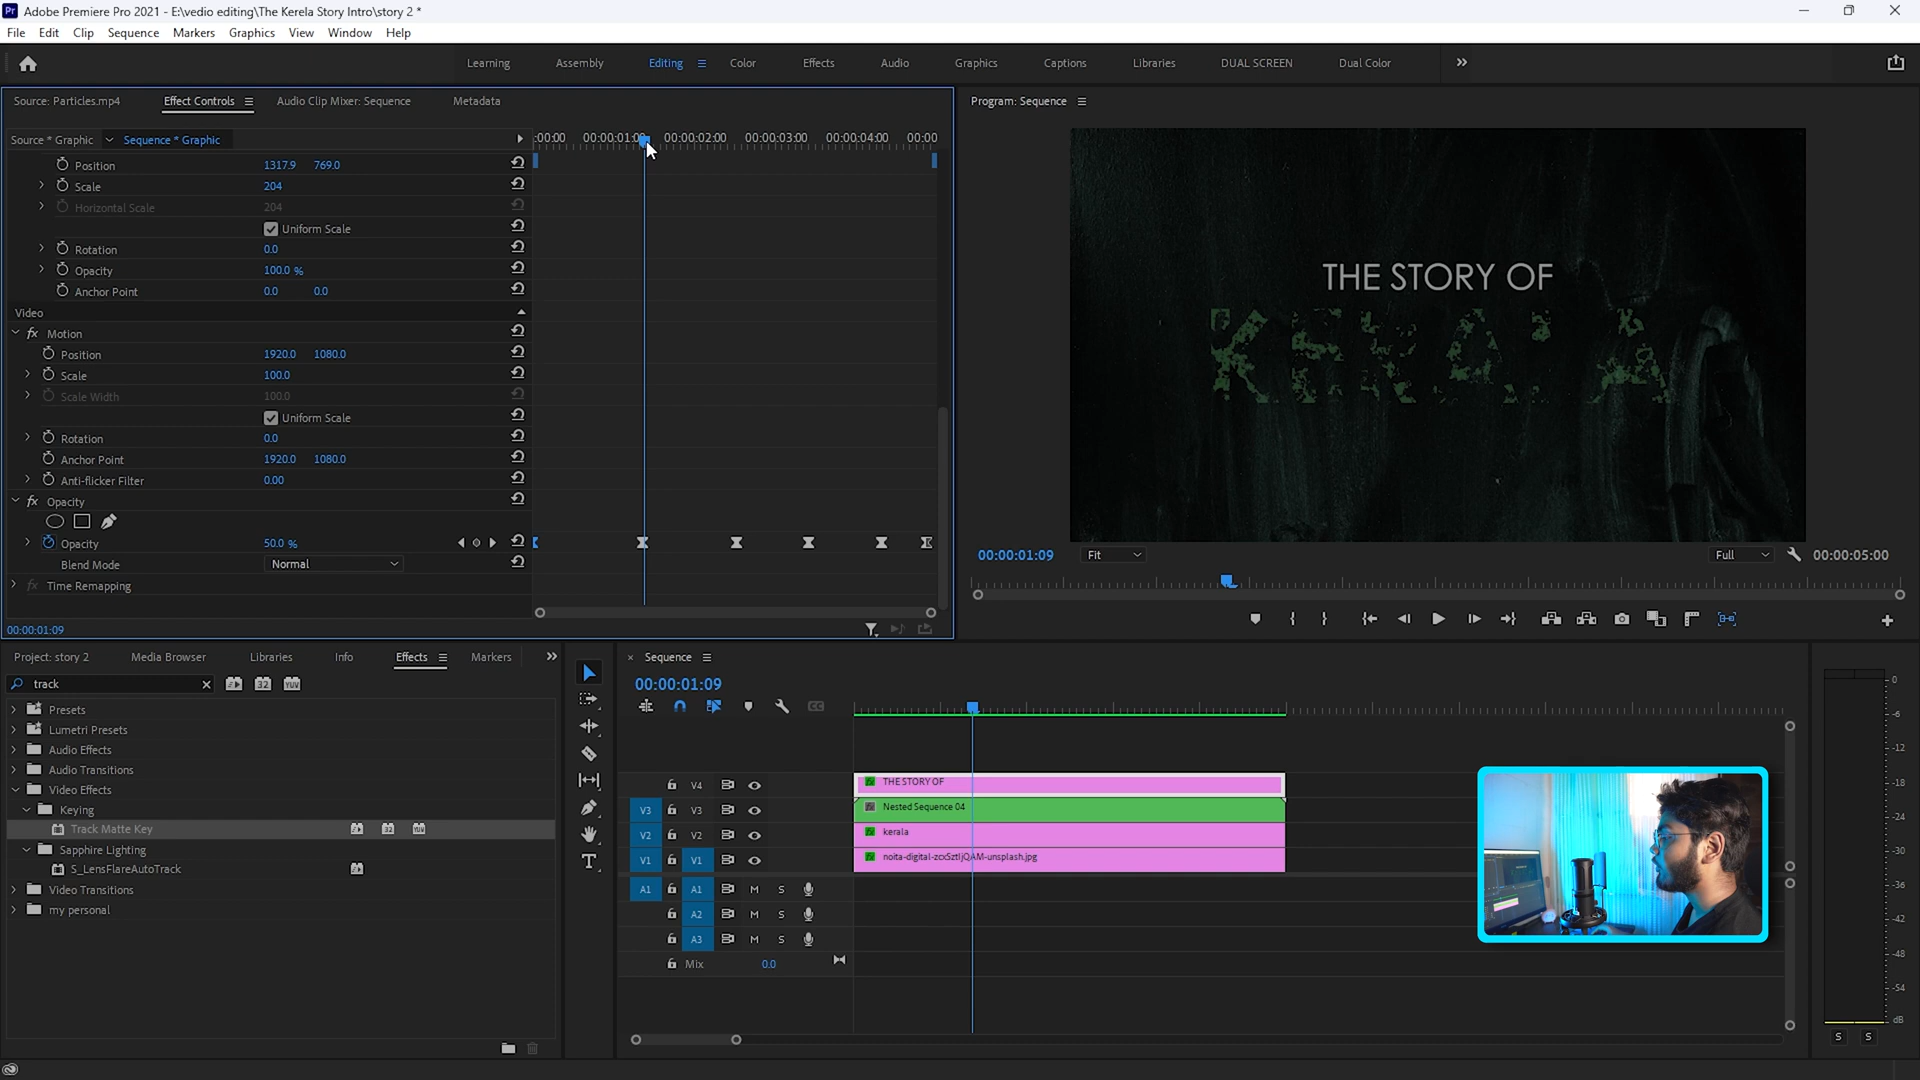 Adobe Premiere Pro 2021 - E:\vedio editing\The Kerela Story Intro\story 2 *
File Edit Clip Sequence Markers Graphics View Window Help
Learning Assembly Editing Color Effects Audio Graphics Captions Libraries DUAL SCREEN Dual Color
Source: Particles.mp4 Effect Controls Audio Clip Mixer: Sequence Metadata
Program: Sequence
Source * Graphic Sequence * Graphic
:00:00 00:00:01:00 00:00:02:00 00:00:03:00 00:00:04:00 00:00
Position 1317.9 769.0
Scale 204
Horizontal Scale 204
Uniform Scale
Rotation 0.0
Opacity 100.0 %
Anchor Point 0.0 0.0
Video
Motion
Position 1920.0 1080.0
Scale 100.0
Scale Width 100.0
Uniform Scale
Rotation 0.0
Anchor Point 1920.0 1080.0
Anti-flicker Filter 0.00
Opacity
Opacity 50.0 %
Blend Mode Normal
Time Remapping
00:00:01:09
THE STORY OF
KERALA
00:00:01:09 Fit Full 00:00:05:00
Project: story 2 Media Browser Libraries Info Effects Markers
track
Presets
Lumetri Presets
Audio Effects
Audio Transitions
Video Effects
Keying
Track Matte Key
Sapphire Lighting
S_LensFlareAutoTrack
Video Transitions
my personal
Sequence
00:00:01:09
V4 THE STORY OF
V3 V3 Nested Sequence 04
V2 V2 kerala
V1 V1 noita-digital-zcxSztljQAM-unsplash.jpg
A1 A1 M S
A2 M S
A3 M S
Mix 0.0
0
-6
-12
-18
-24
-30
-36
-42
-48
-54
dB
S S